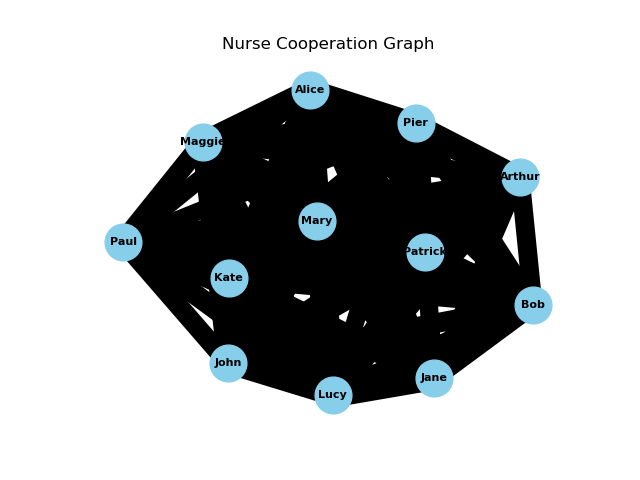 Nurse Cooperation Graph
Alice
Pier
Maggie
Arthur
Mary
Paul
Patrick
Kate
Bob
John
Jane
Lucy